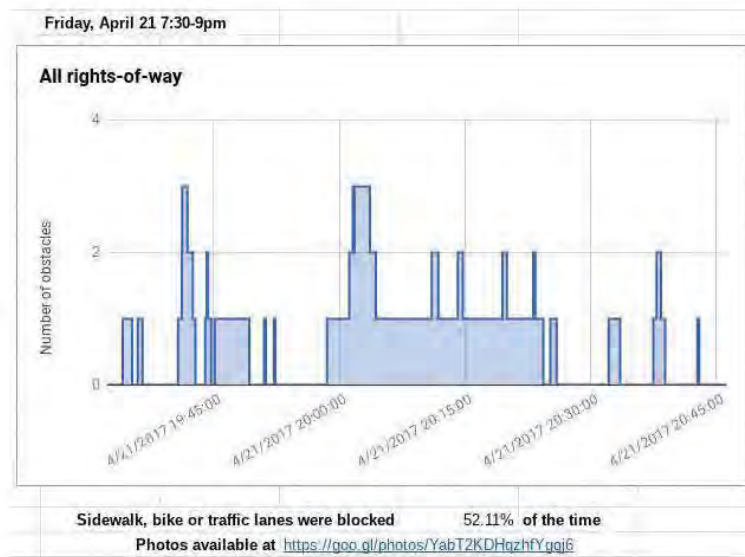 Friday, April 21 7:30-9pm
All rights-of-way
4
2
0
Number of obstacles
4/21/2017 19:45:00
4/21/2017 20:00:00
4/21/2017 20:15:00
4/21/2017 20:30:00
4/21/2017 20:45:00
Sidewalk, bike or traffic lanes were blocked 52.11% of the time
Photos available at https://goo.gl/photos/YabT2KDHqzhfYgqj6